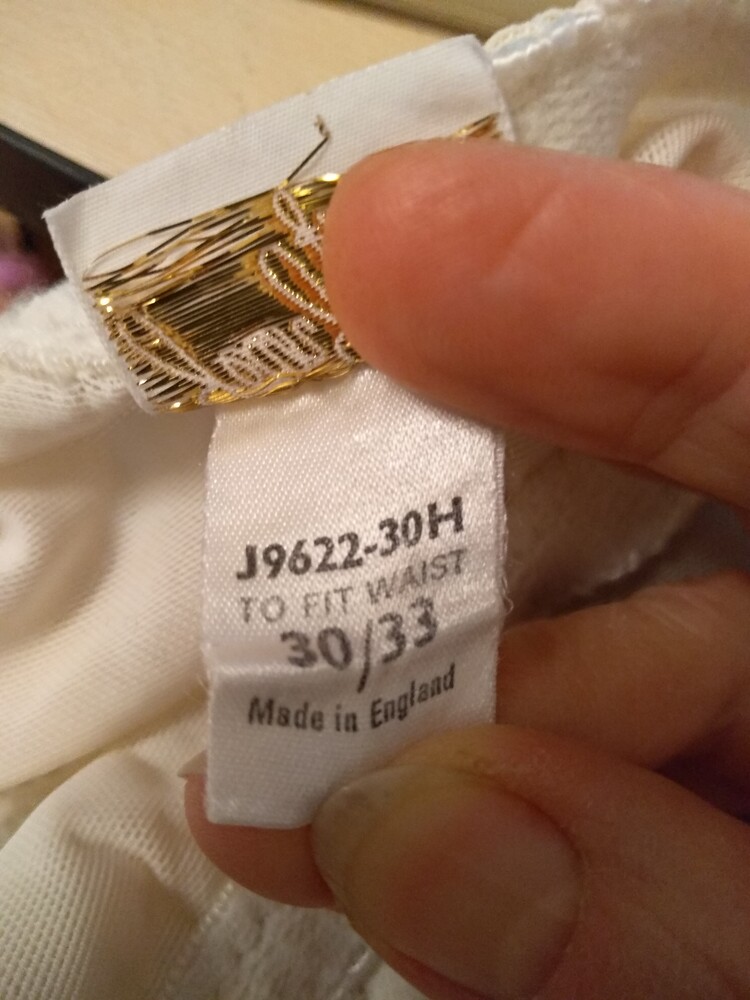 J9622-30H
TO FIT WAIST
30/33
Made in England